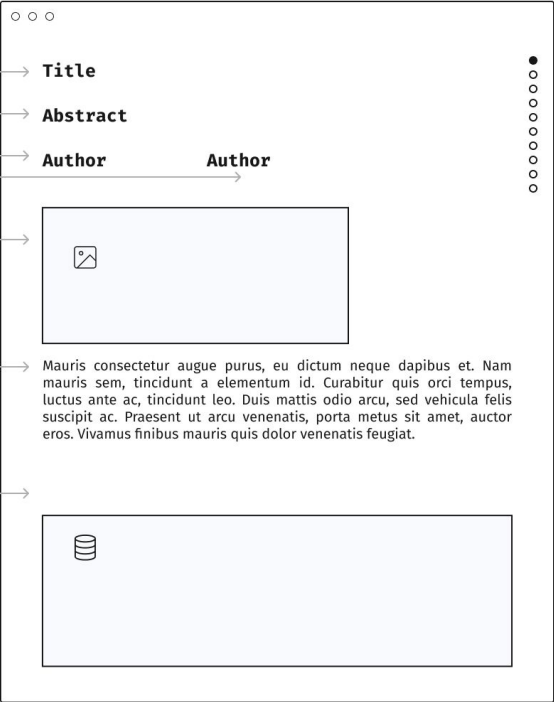 Title
Abstract
Author Author
Mauris consectetur augue purus, eu dictum neque dapibus et. Nam
mauris sem, tincidunt a elementum id. Curabitur quis orci tempus,
luctus ante ac, tincidunt leo. Duis mattis odio arcu, sed vehicula felis
suscipit ac. Praesent ut arcu venenatis, porta metus sit amet, auctor
eros. Vivamus finibus mauris quis dolor venenatis feugiat.